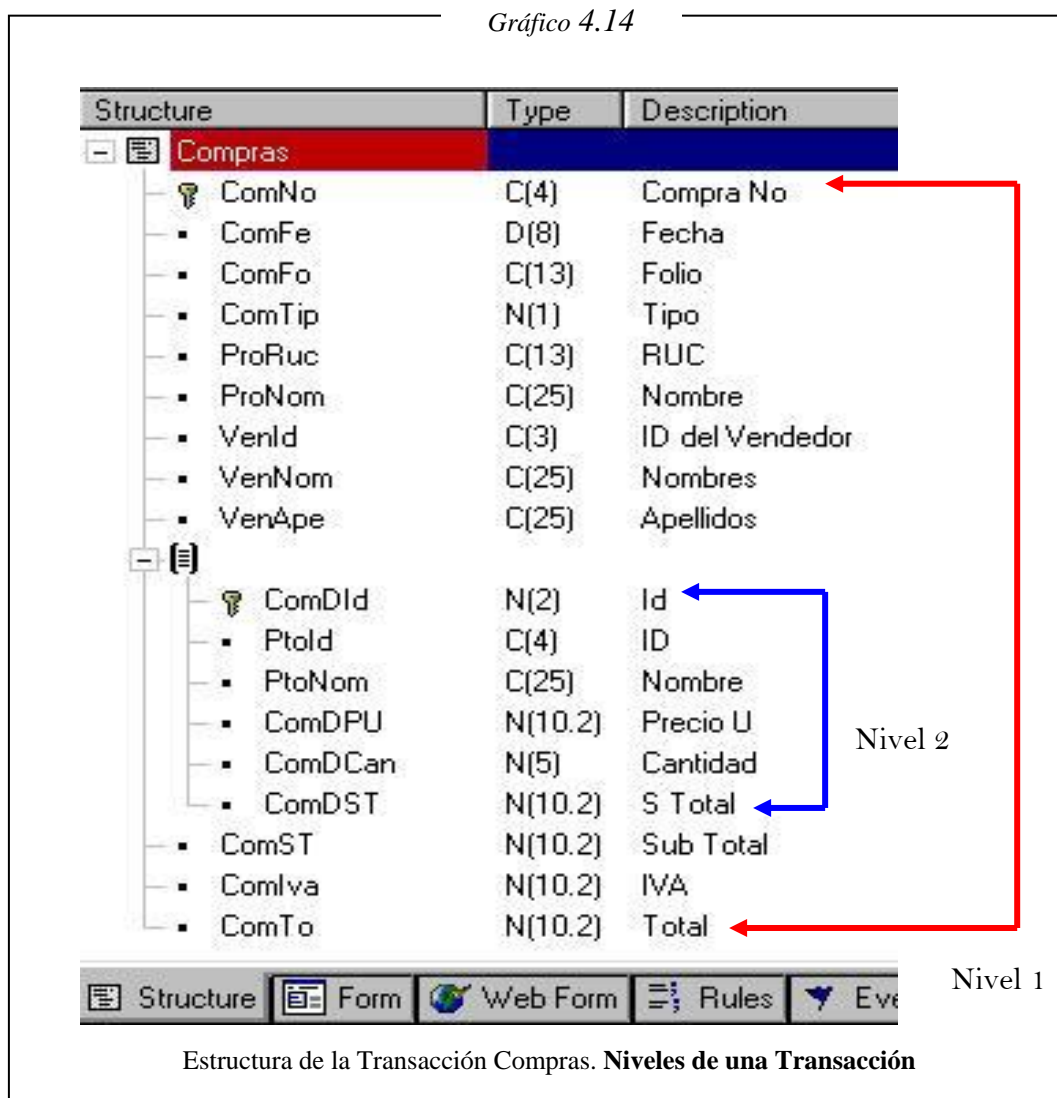 Gráfico 4.14
Structure Type Description
Compras
ComNo C(4) Compra No
ComFe D(8) Fecha
ComFo C(13) Folio
ComTip N(1) Tipo
ProRuc C(13) RUC
ProNom C(25) Nombre
VenId C(3) ID del Vendedor
VenNom C(25) Nombres
VenApe C(25) Apellidos
ComDId N(2) Id
PtoId C(4) ID
PtoNom C(25) Nombre
ComDPU N(10.2) Precio U
Nivel 2
ComDCan N(5) Cantidad
ComDST N(10.2) S Total
ComST N(10.2) Sub Total
ComIva N(10.2) IVA
ComTo N(10.2) Total
Nivel 1
Structure Form Web Form Rules Eve
Estructura de la Transacción Compras. Niveles de una Transacción